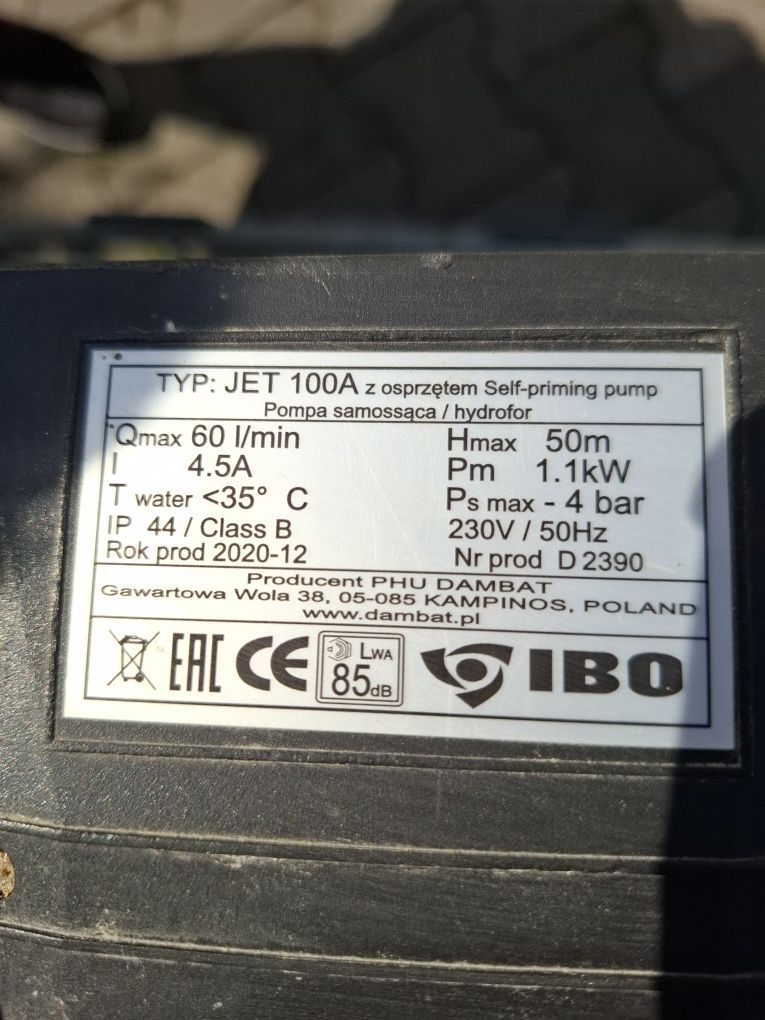 TYP: JET 100A z osprzętem Self-priming pump
Pompa samossąca / hydrofor
Qmax 60 l/min Hmax 50m
I 4.5A Pm 1.1kW
T water <35° C Ps max - 4 bar
IP 44 / Class B 230V / 50Hz
Rok prod 2020-12 Nr prod D 2390
Producent PHU DAMBAT
Gawartowa Wola 38, 05-085 KAMPINOS, POLAND
www.dambat.pl
EAC CE LWA 85dB IBO